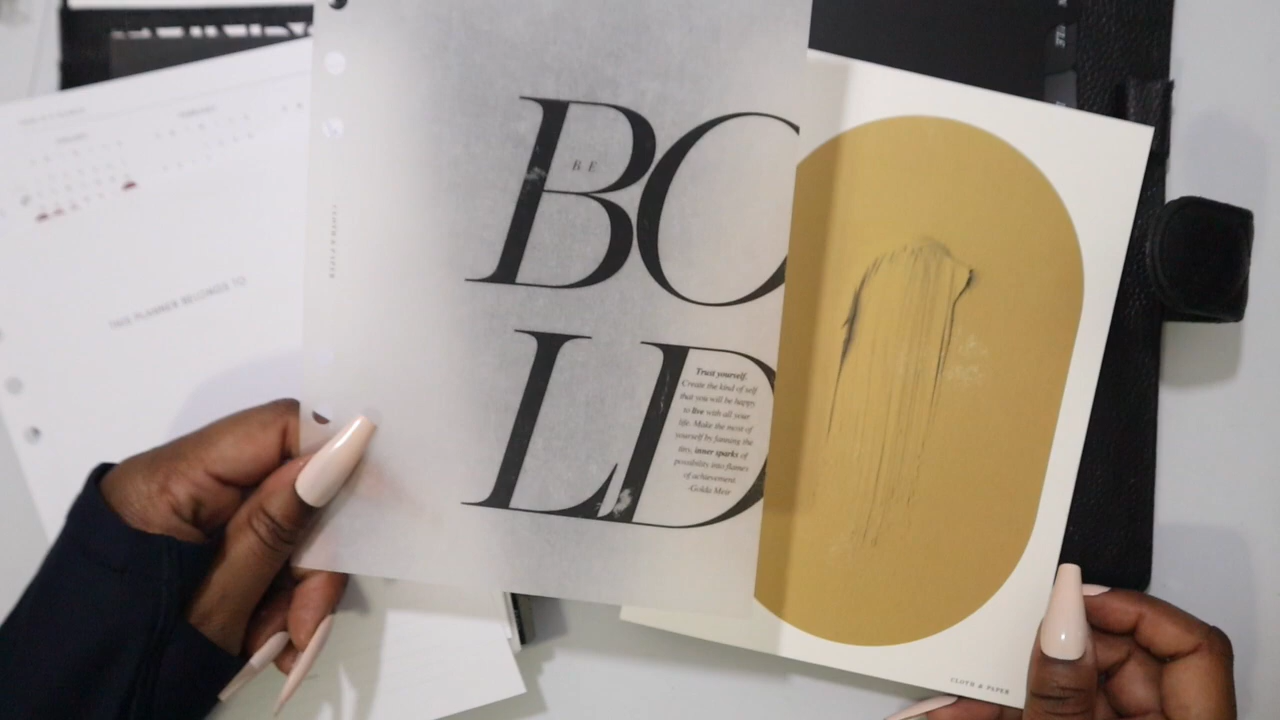 BE
BO
LD
Trust yourself.
Create the kind of self
that you will be happy
to live with all your
life. Make the most of
yourself by fanning the
tiny, inner sparks of
possibility into flames
of achievement.
-Golda Meir
THIS PLANNER BELONGS TO
CLOTH & PAPER